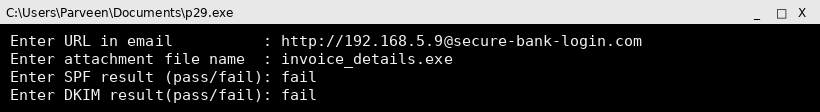 C:\Users\Parveen\Documents\p29.exe _ □ X
Enter URL in email          : http://192.168.5.9@secure-bank-login.com
Enter attachment file name  : invoice_details.exe
Enter SPF result (pass/fail): fail
Enter DKIM result(pass/fail): fail